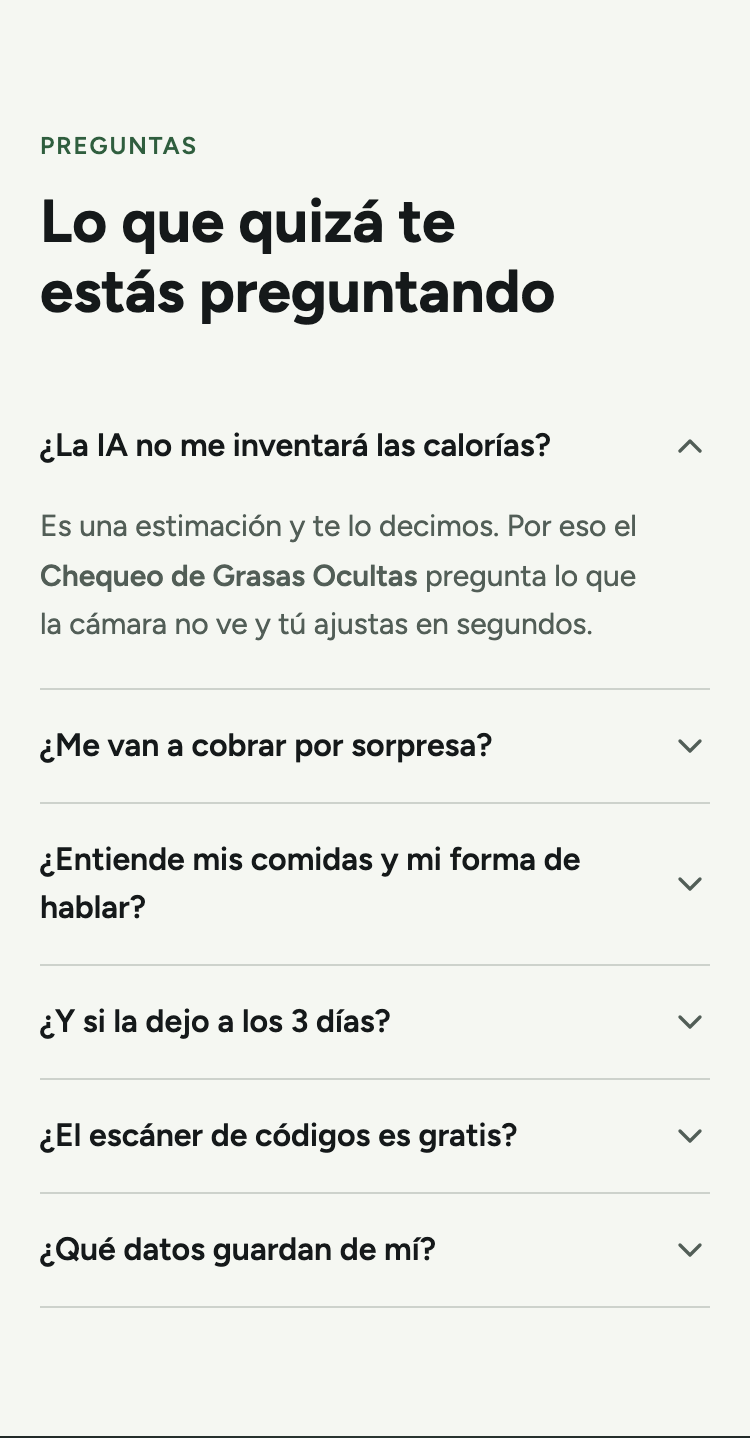 PREGUNTAS
Lo que quizá te
estás preguntando
¿La IA no me inventará las calorías?
Es una estimación y te lo decimos. Por eso el
Chequeo de Grasas Ocultas pregunta lo que
la cámara no ve y tú ajustas en segundos.
¿Me van a cobrar por sorpresa?
¿Entiende mis comidas y mi forma de
hablar?
¿Y si la dejo a los 3 días?
¿El escáner de códigos es gratis?
¿Qué datos guardan de mí?